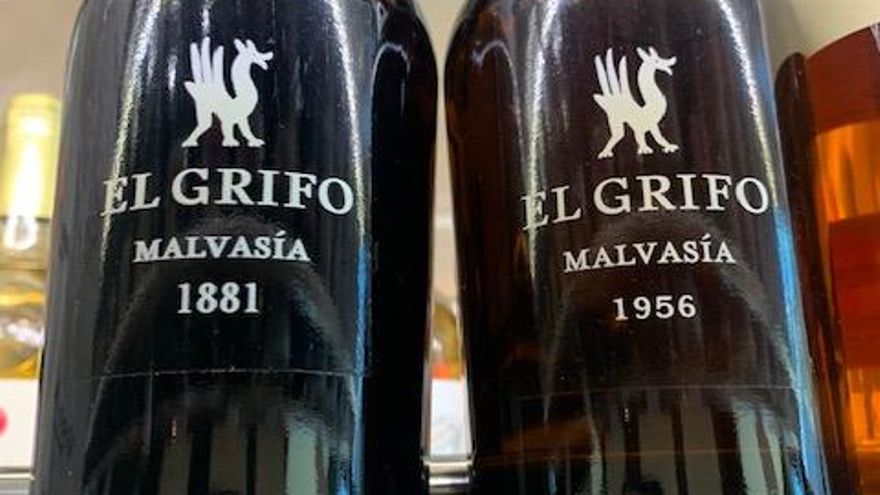 EL GRIFO
MALVASÍA
1881
EL GRIFO
MALVASÍA
1956